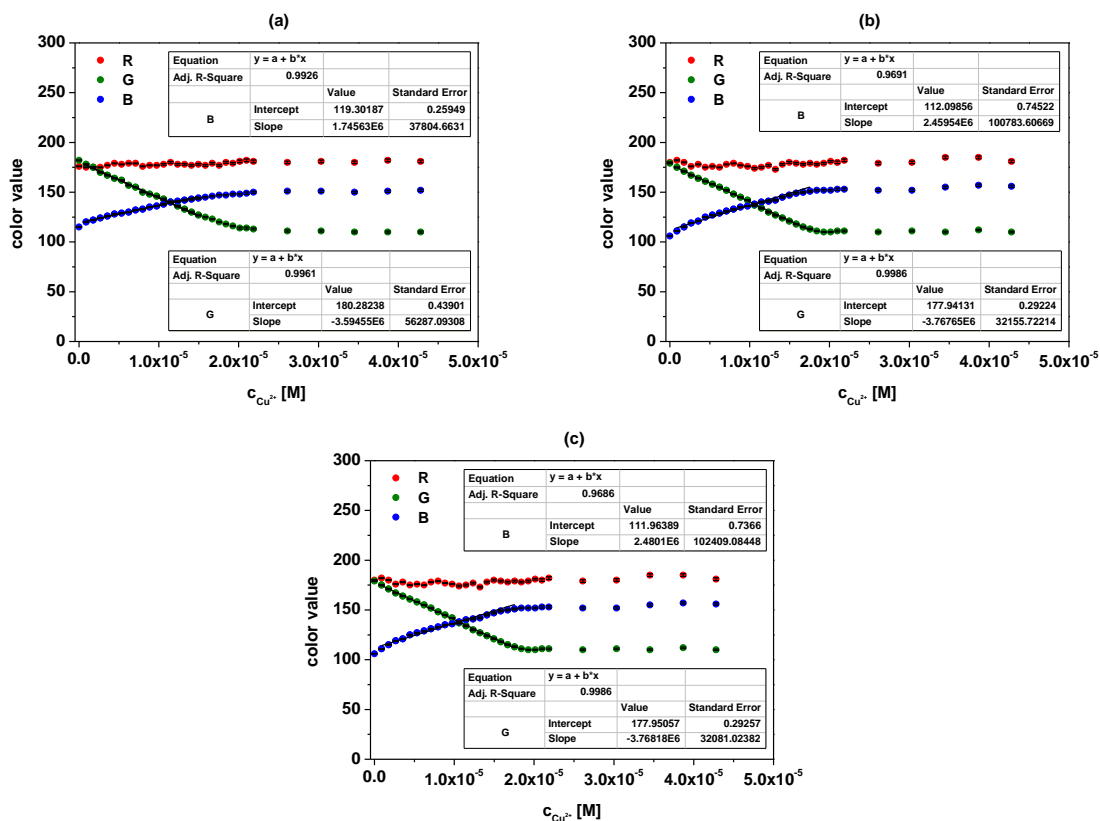 (a)
300
250
200
150
100
50
0
color value
R
G
B
Equation y = a + b*x
Adj. R-Square 0.9926
Value Standard Error
B Intercept 119.30187 0.25949
Slope 1.74563E6 37804.6631
Equation y = a + b*x
Adj. R-Square 0.9961
Value Standard Error
G Intercept 180.28238 0.43901
Slope -3.59455E6 56287.09308
0.0 1.0x10⁻⁵ 2.0x10⁻⁵ 3.0x10⁻⁵ 4.0x10⁻⁵ 5.0x10⁻⁵
c Cu²⁺ [M]
(b)
300
250
200
150
100
50
0
color value
R
G
B
Equation y = a + b*x
Adj. R-Square 0.9691
Value Standard Error
B Intercept 112.09856 0.74522
Slope 2.45954E6 100783.60669
Equation y = a + b*x
Adj. R-Square 0.9986
Value Standard Error
G Intercept 177.94131 0.29224
Slope -3.76765E6 32155.72214
0.0 1.0x10⁻⁵ 2.0x10⁻⁵ 3.0x10⁻⁵ 4.0x10⁻⁵ 5.0x10⁻⁵
c Cu²⁺ [M]
(c)
300
250
200
150
100
50
0
color value
R
G
B
Equation y = a + b*x
Adj. R-Square 0.9686
Value Standard Error
B Intercept 111.96389 0.7366
Slope 2.4801E6 102409.08448
Equation y = a + b*x
Adj. R-Square 0.9986
Value Standard Error
G Intercept 177.95057 0.29257
Slope -3.76818E6 32081.02382
0.0 1.0x10⁻⁵ 2.0x10⁻⁵ 3.0x10⁻⁵ 4.0x10⁻⁵ 5.0x10⁻⁵
c Cu²⁺ [M]